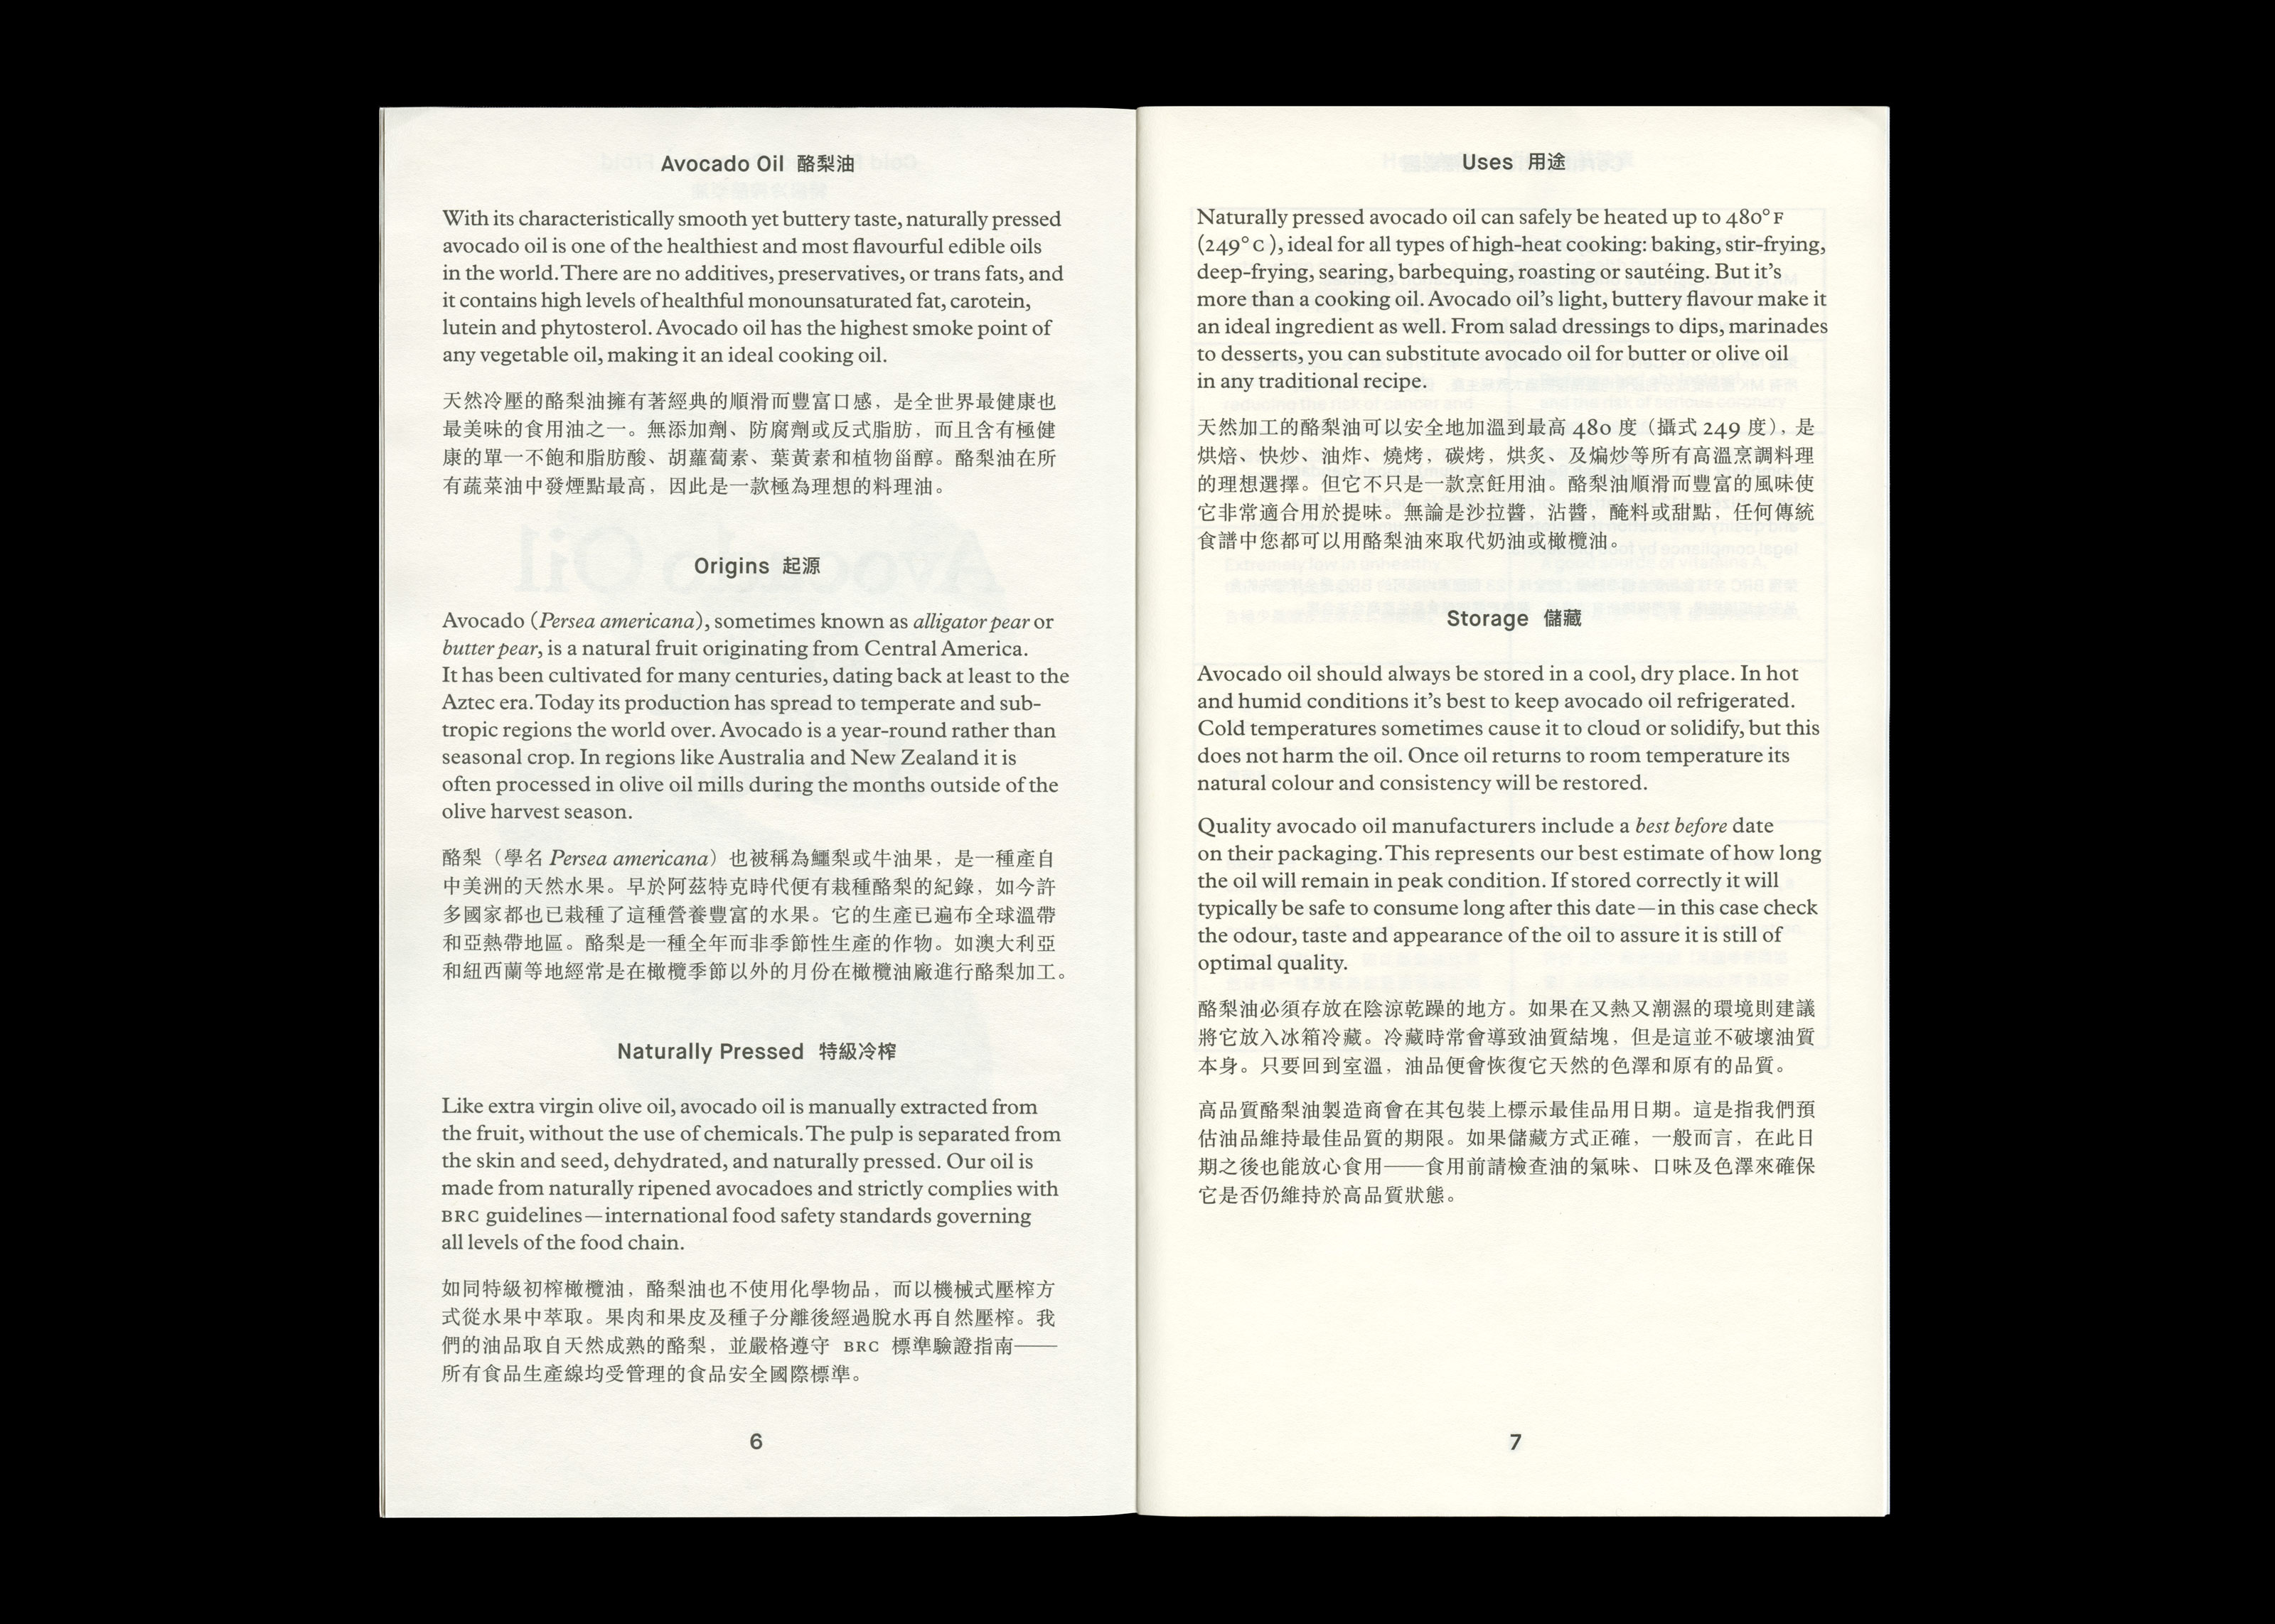 Avocado Oil 酪梨油
With its characteristically smooth yet buttery taste, naturally pressed
avocado oil is one of the healthiest and most flavourful edible oils
in the world. There are no additives, preservatives, or trans fats, and
it contains high levels of healthful monounsaturated fat, carotein,
lutein and phytosterol. Avocado oil has the highest smoke point of
any vegetable oil, making it an ideal cooking oil.
天然冷壓的酪梨油擁有著經典的順滑而豐富口感，是全世界最健康也
最美味的食用油之一。無添加劑、防腐劑或反式脂肪，而且含有極健
康的單一不飽和脂肪酸、胡蘿蔔素、葉黃素和植物甾醇。酪梨油在所
有蔬菜油中發煙點最高，因此是一款極為理想的料理油。
Origins 起源
Avocado (Persea americana), sometimes known as alligator pear or
butter pear, is a natural fruit originating from Central America.
It has been cultivated for many centuries, dating back at least to the
Aztec era. Today its production has spread to temperate and sub-
tropic regions the world over. Avocado is a year-round rather than
seasonal crop. In regions like Australia and New Zealand it is
often processed in olive oil mills during the months outside of the
olive harvest season.
酪梨（學名 Persea americana）也被稱為鱷梨或牛油果，是一種產自
中美洲的天然水果。早於阿茲特克時代便有栽種酪梨的紀錄，如今許
多國家都也已栽種了這種營養豐富的水果。它的生產已遍布全球溫帶
和亞熱帶地區。酪梨是一種全年而非季節性生產的作物。如澳大利亞
和紐西蘭等地經常是在橄欖季節以外的月份在橄欖油廠進行酪梨加工。
Naturally Pressed 特級冷榨
Like extra virgin olive oil, avocado oil is manually extracted from
the fruit, without the use of chemicals. The pulp is separated from
the skin and seed, dehydrated, and naturally pressed. Our oil is
made from naturally ripened avocadoes and strictly complies with
BRC guidelines—international food safety standards governing
all levels of the food chain.
如同特級初榨橄欖油，酪梨油也不使用化學物品，而以機械式壓榨方
式從水果中萃取。果肉和果皮及種子分離後經過脫水再自然壓榨。我
們的油品取自天然成熟的酪梨，並嚴格遵守 BRC 標準驗證指南——
所有食品生產線均受管理的食品安全國際標準。
6
Uses 用途
Naturally pressed avocado oil can safely be heated up to 480° F
(249° C ), ideal for all types of high-heat cooking: baking, stir-frying,
deep-frying, searing, barbequing, roasting or sautéing. But it's
more than a cooking oil. Avocado oil's light, buttery flavour make it
an ideal ingredient as well. From salad dressings to dips, marinades
to desserts, you can substitute avocado oil for butter or olive oil
in any traditional recipe.
天然加工的酪梨油可以安全地加溫到最高 480 度（攝式 249 度），是
烘焙、快炒、油炸、燒烤，碳烤，烘炙、及煸炒等所有高溫烹調料理
的理想選擇。但它不只是一款烹飪用油。酪梨油順滑而豐富的風味使
它非常適合用於提味。無論是沙拉醬，沾醬，醃料或甜點，任何傳統
食譜中您都可以用酪梨油來取代奶油或橄欖油。
Storage 儲藏
Avocado oil should always be stored in a cool, dry place. In hot
and humid conditions it's best to keep avocado oil refrigerated.
Cold temperatures sometimes cause it to cloud or solidify, but this
does not harm the oil. Once oil returns to room temperature its
natural colour and consistency will be restored.
Quality avocado oil manufacturers include a best before date
on their packaging. This represents our best estimate of how long
the oil will remain in peak condition. If stored correctly it will
typically be safe to consume long after this date—in this case check
the odour, taste and appearance of the oil to assure it is still of
optimal quality.
酪梨油必須存放在陰涼乾躁的地方。如果在又熱又潮濕的環境則建議
將它放入冰箱冷藏。冷藏時常會導致油質結塊，但是這並不破壞油質
本身。只要回到室溫，油品便會恢復它天然的色澤和原有的品質。
高品質酪梨油製造商會在其包裝上標示最佳品用日期。這是指我們預
估油品維持最佳品質的期限。如果儲藏方式正確，一般而言，在此日
期之後也能放心食用——食用前請檢查油的氣味、口味及色澤來確保
它是否仍維持於高品質狀態。
7